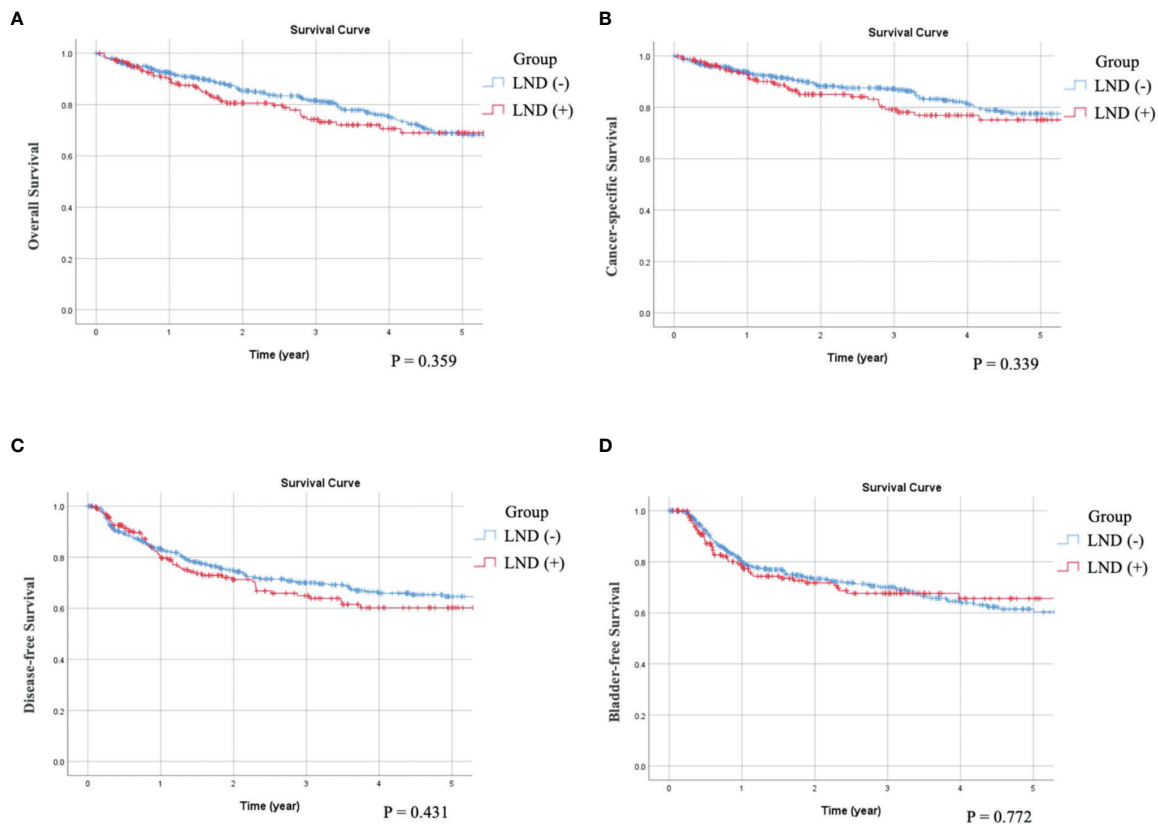 A
Survival Curve
Group
LND (-)
LND (+)
Overall Survival
1.0
0.8
0.6
0.4
0.2
0.0
0 1 2 3 4 5
Time (year)
P = 0.359
B
Survival Curve
Group
LND (-)
LND (+)
Cancer-specific Survival
1.0
0.8
0.6
0.4
0.2
0.0
0 1 2 3 4 5
Time (year)
P = 0.339
C
Survival Curve
Group
LND (-)
LND (+)
Disease-free Survival
1.0
0.8
0.6
0.4
0.2
0.0
0 1 2 3 4 5
Time (year)
P = 0.431
D
Survival Curve
Group
LND (-)
LND (+)
Bladder-free Survival
1.0
0.8
0.6
0.4
0.2
0.0
0 1 2 3 4 5
Time (year)
P = 0.772